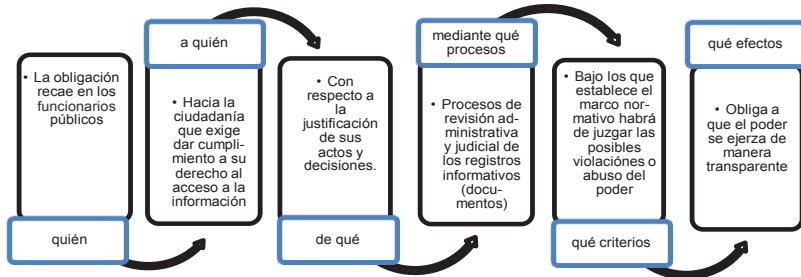 • La obligación
recae en los
funcionarios
públicos
quién
a quién
• Hacia la
ciudadanía
que exige
dar cumpli-
miento a su
derecho al
acceso a la
información
• Con
respecto a
la
justificación
de sus
actos y
decisiones.
de qué
mediante qué
procesos
• Procesos de
revisión adm-
inistrativa
y judicial de
los registros
informativos
(docu-
mentos)
• Bajo los que
establece el
marco nor-
mativo habrá
de juzgar las
posibles
violaciónes o
abuso del
poder
qué criterios
qué efectos
• Obliga a
que el poder
se ejerza de
manera
transparente